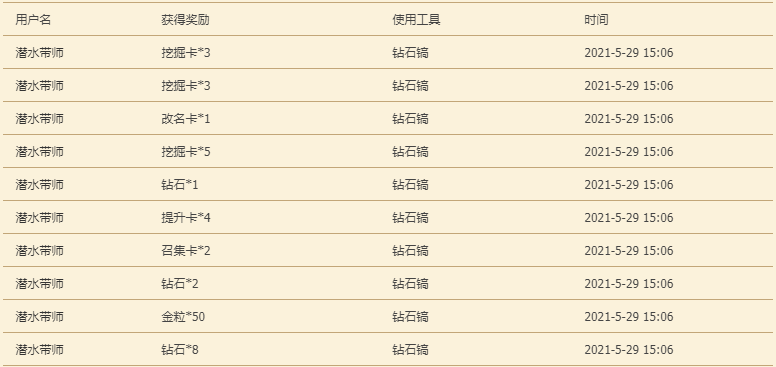 用户名 获得奖励 使用工具 时间
潜水带师 挖掘卡*3 钻石镐 2021-5-29 15:06
潜水带师 挖掘卡*3 钻石镐 2021-5-29 15:06
潜水带师 改名卡*1 钻石镐 2021-5-29 15:06
潜水带师 挖掘卡*5 钻石镐 2021-5-29 15:06
潜水带师 钻石*1 钻石镐 2021-5-29 15:06
潜水带师 提升卡*4 钻石镐 2021-5-29 15:06
潜水带师 召集卡*2 钻石镐 2021-5-29 15:06
潜水带师 钻石*2 钻石镐 2021-5-29 15:06
潜水带师 金粒*50 钻石镐 2021-5-29 15:06
潜水带师 钻石*8 钻石镐 2021-5-29 15:06